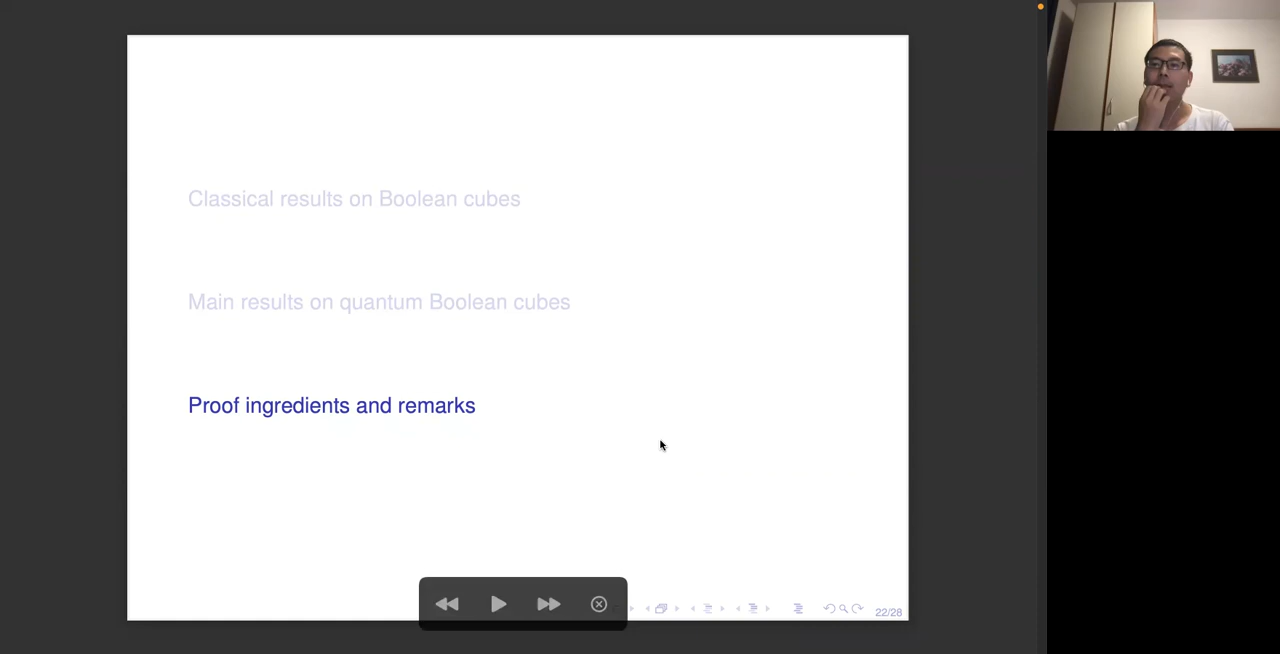 Classical results on Boolean cubes
Main results on quantum Boolean cubes
Proof ingredients and remarks
22/28